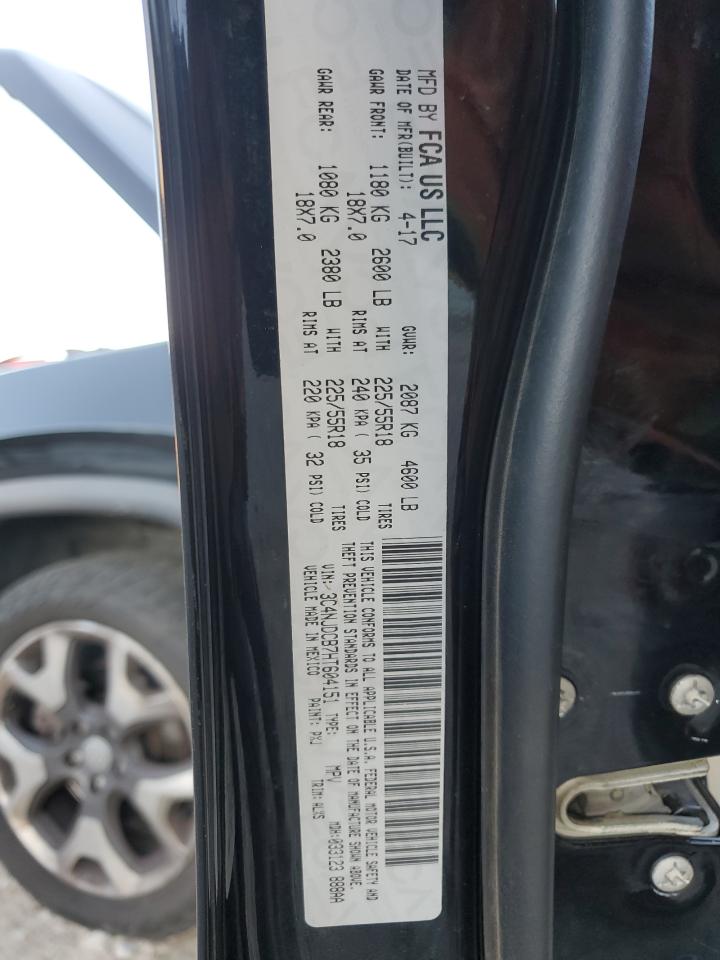 MFD BY FCA US LLC
DATE OF MFR(BUILT): 4-17 GVWR: 2087 KG 4600 LB
GAWR FRONT: 1180 KG 2600 LB WITH 225/55R18 TIRES
18X7.0 RIMS AT 240 KPA ( 35 PSI) COLD
GAWR REAR: 1080 KG 2380 LB WITH 225/55R18 TIRES
18X7.0 RIMS AT 220 KPA ( 32 PSI) COLD
THIS VEHICLE CONFORMS TO ALL APPLICABLE U.S.A. FEDERAL MOTOR VEHICLE SAFETY AND
THEFT PREVENTION STANDARDS IN EFFECT ON THE DATE OF MANUFACTURE SHOWN ABOVE.
VIN: 3C4NJDCB7HT604151 TYPE: MPV MDH:033123 888AA
VEHICLE MADE IN MEXICO PAINT: PXJ TRIM: ALXS